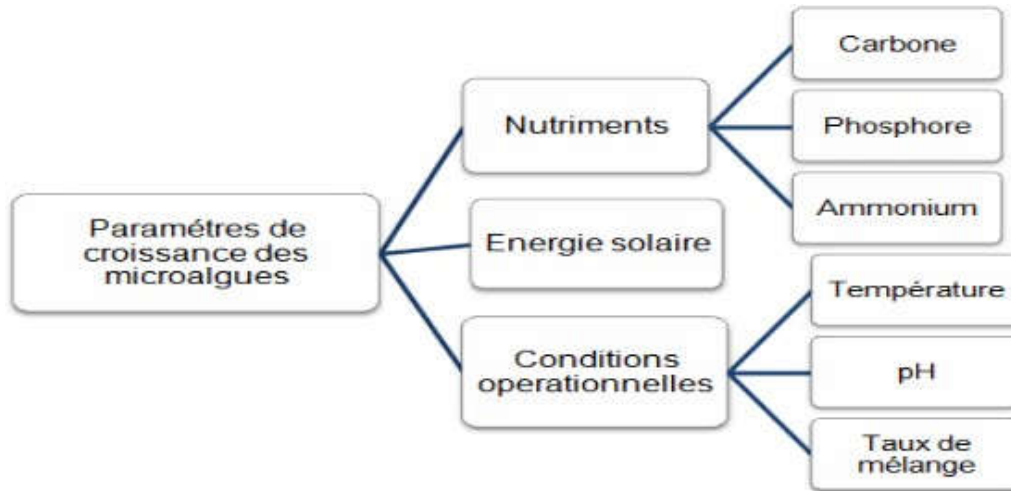 Paramétres de
croissance des
microalgues
Nutriments
Carbone
Phosphore
Ammonium
Energie solaire
Conditions
operationnelles
Température
pH
Taux de
mélange